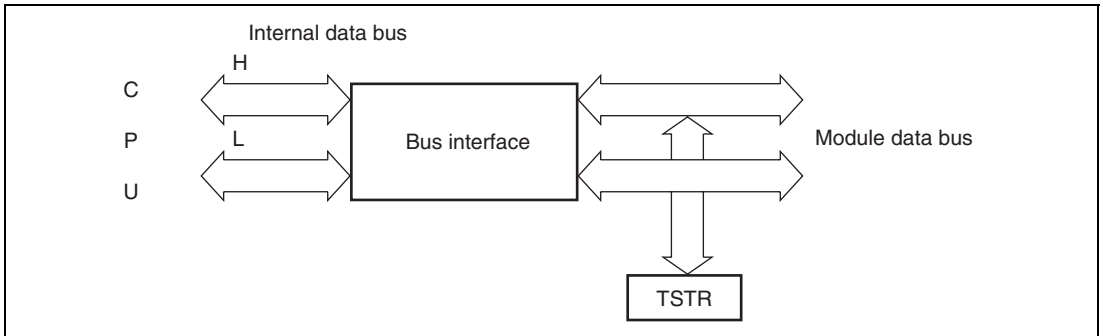 Internal data bus
H
C
P
L
Bus interface
Module data bus
U
TSTR